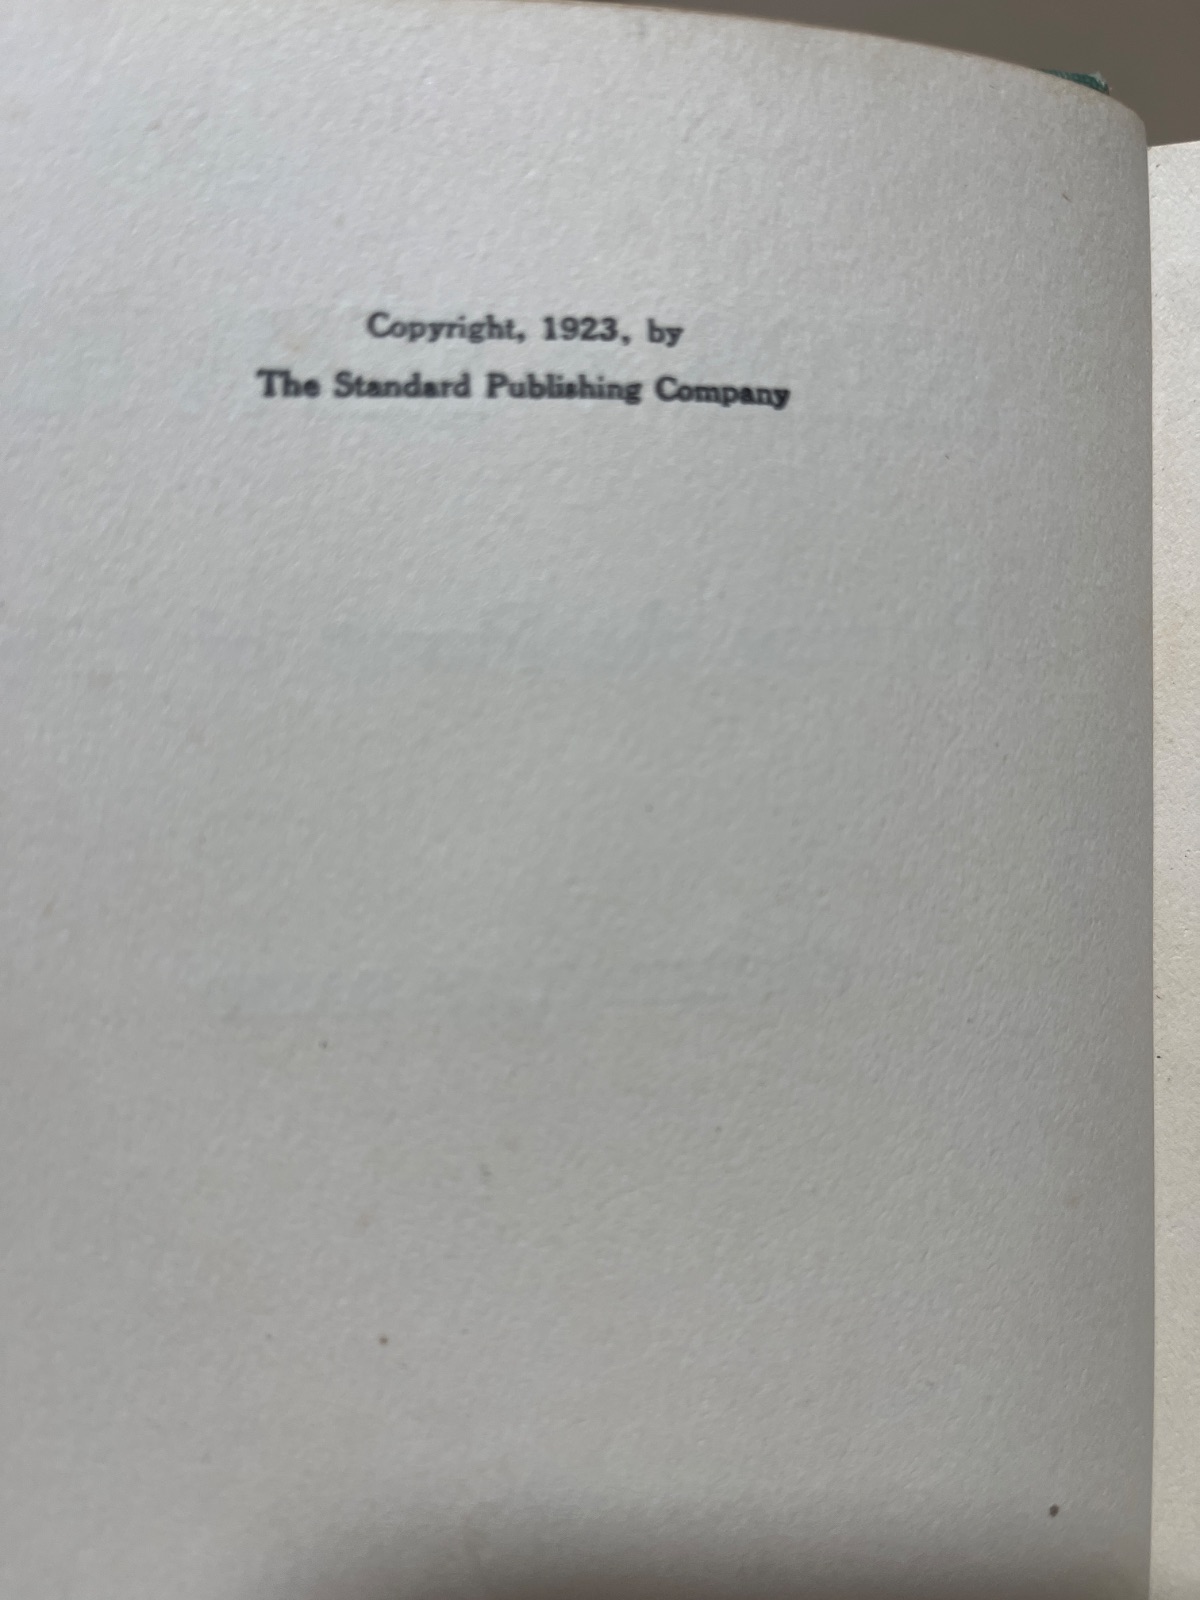 Copyright, 1923, by
The Standard Publishing Company